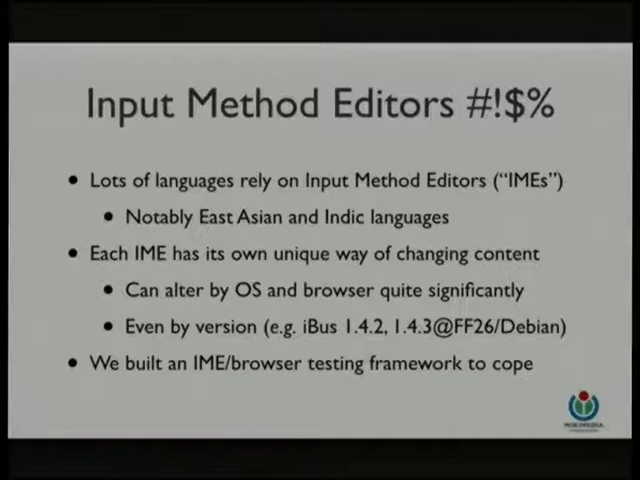 Input Method Editors #!$%
• Lots of languages rely on Input Method Editors (“IMEs”)
• Notably East Asian and Indic languages
• Each IME has its own unique way of changing content
• Can alter by OS and browser quite significantly
• Even by version (e.g. iBus 1.4.2, 1.4.3@FF26/Debian)
• We built an IME/browser testing framework to cope
WIKIMEDIA